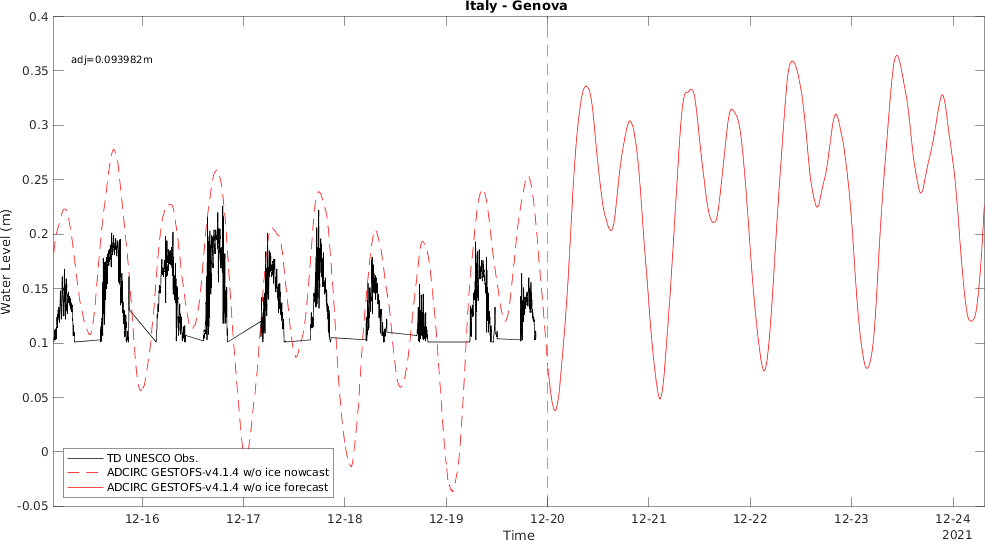 Italy - Genova
adj=0.093982m
Water Level (m)
0.4
0.35
0.3
0.25
0.2
0.15
0.1
0.05
0
-0.05
TD UNESCO Obs.
ADCIRC GESTOFS-v4.1.4 w/o ice nowcast
ADCIRC GESTOFS-v4.1.4 w/o ice forecast
12-16 12-17 12-18 12-19 12-20 12-21 12-22 12-23 12-24
Time
2021